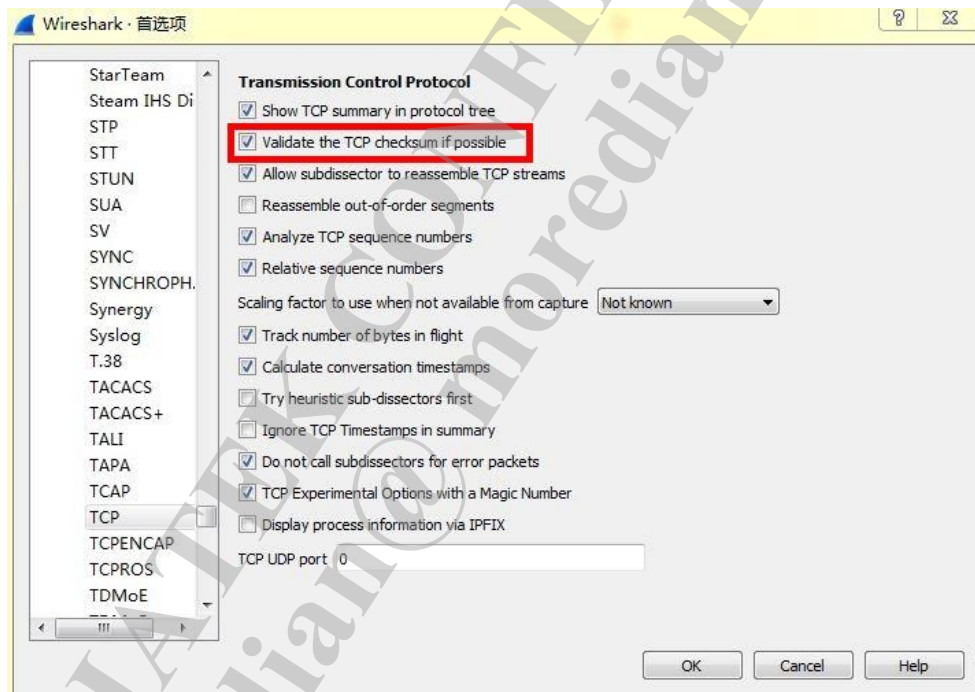 Wireshark · 首选项
StarTeam
Steam IHS Di
STP
STT
STUN
SUA
SV
SYNC
SYNCHROPH.
Synergy
Syslog
T.38
TACACS
TACACS+
TALI
TAPA
TCAP
TCP
TCPENCAP
TCPROS
TDMoE
Transmission Control Protocol
Show TCP summary in protocol tree
Validate the TCP checksum if possible
Allow subdissector to reassemble TCP streams
Reassemble out-of-order segments
Analyze TCP sequence numbers
Relative sequence numbers
Scaling factor to use when not available from capture Not known
Track number of bytes in flight
Calculate conversation timestamps
Try heuristic sub-dissectors first
Ignore TCP Timestamps in summary
Do not call subdissectors for error packets
TCP Experimental Options with a Magic Number
Display process information via IPFIX
TCP UDP port 0
OK Cancel Help